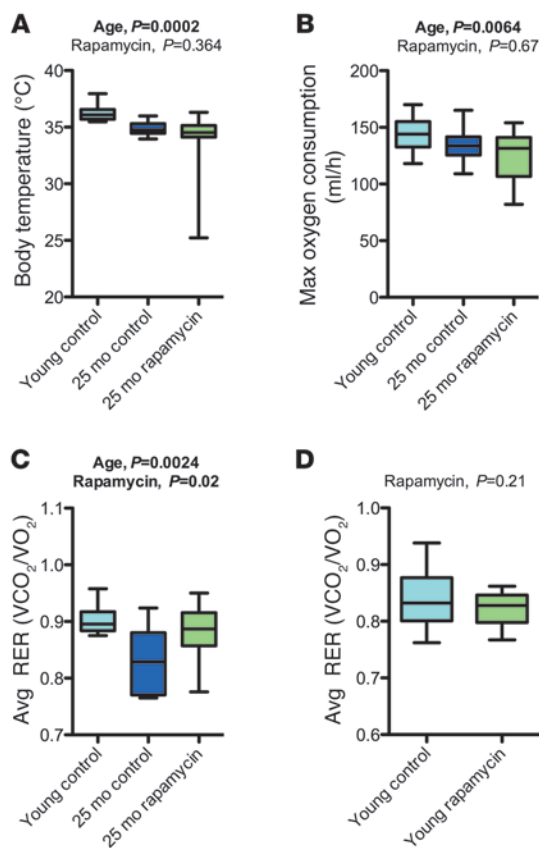 A
Age, P=0.0002
Rapamycin, P=0.364
Body temperature (°C)
40
35
30
25
20
Young control
25 mo control
25 mo rapamycin
B
Age, P=0.0064
Rapamycin, P=0.67
Max oxygen consumption
(ml/h)
200
150
100
50
0
Young control
25 mo control
25 mo rapamycin
C
Age, P=0.0024
Rapamycin, P=0.02
Avg RER (VCO₂/VO₂)
1.1
1.0
0.9
0.8
0.7
Young control
25 mo control
25 mo rapamycin
D
Rapamycin, P=0.21
Avg RER (VCO₂/VO₂)
1.0
0.9
0.8
0.7
0.6
Young control
Young rapamycin